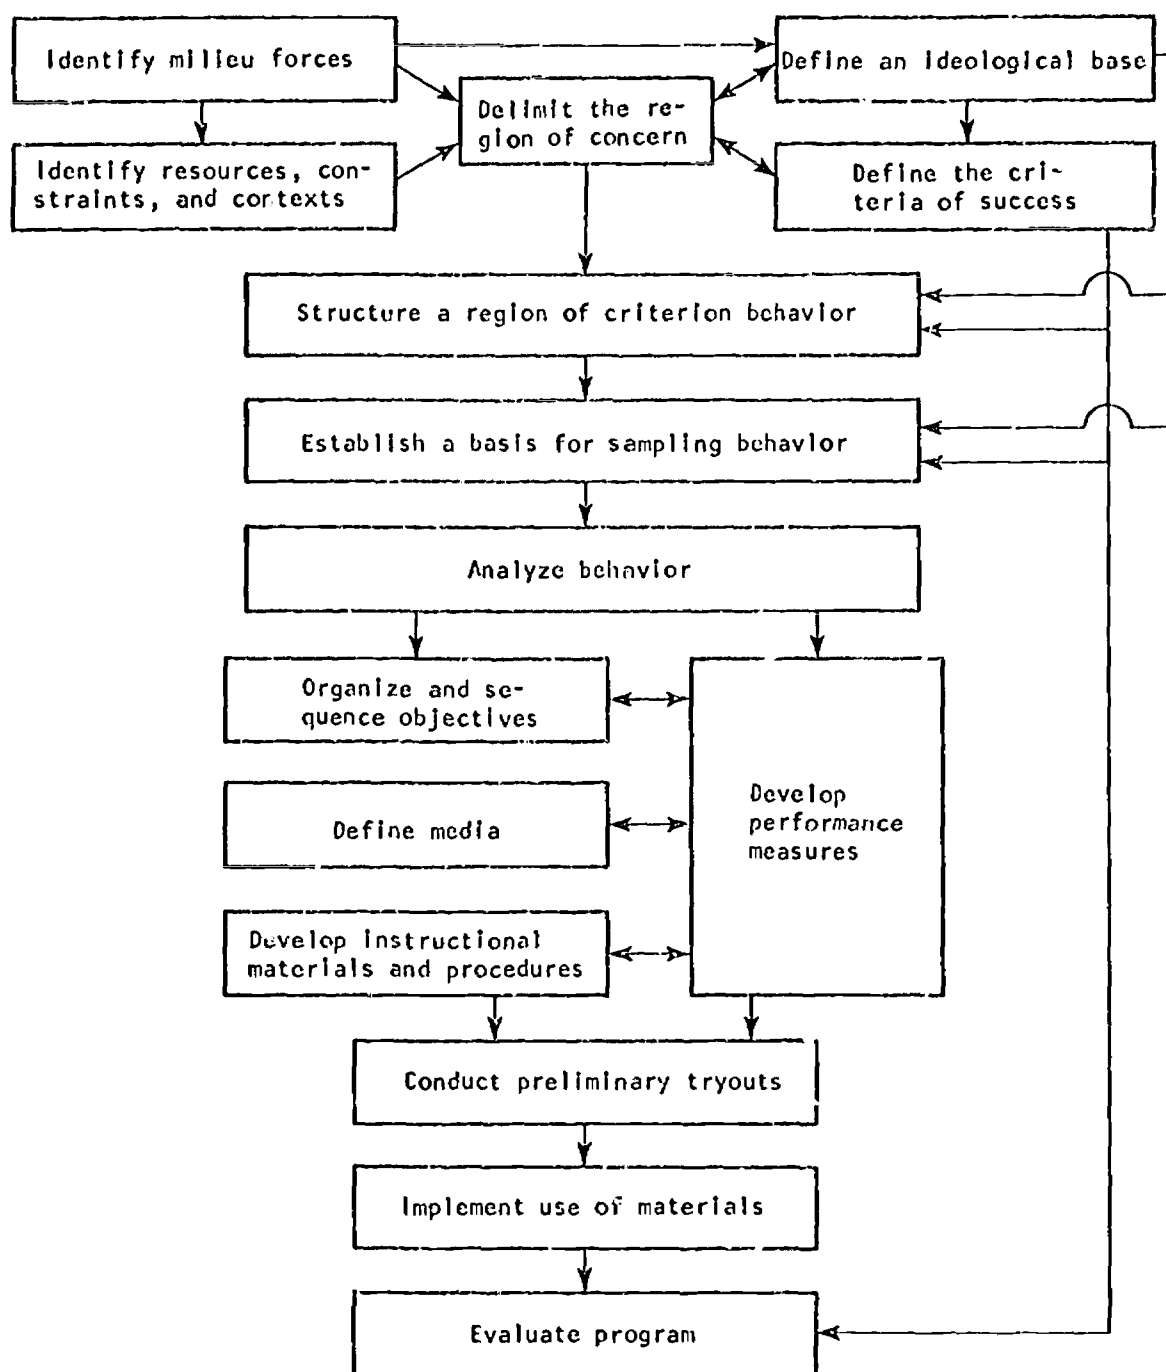 Identify milieu forces
Define an ideological base
Delimit the re-
gion of concern
Identify resources, con-
straints, and contexts
Define the cri-
teria of success
Structure a region of criterion behavior
Establish a basis for sampling behavior
Analyze behavior
Organize and se-
quence objectives
Define media
Develop
performance
measures
Develop instructional
materials and procedures
Conduct preliminary tryouts
Implement use of materials
Evaluate program